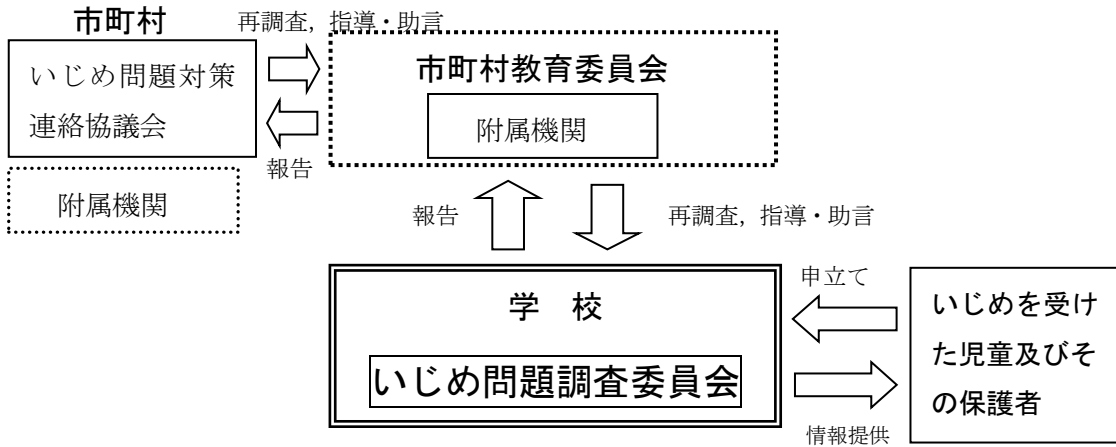 市町村
再調査，指導・助言
いじめ問題対策
連絡協議会
市町村教育委員会
附属機関
報告
附属機関
報告
再調査，指導・助言
学　校
いじめ問題調査委員会
申立て
情報提供
いじめを受け
た児童及びそ
の保護者